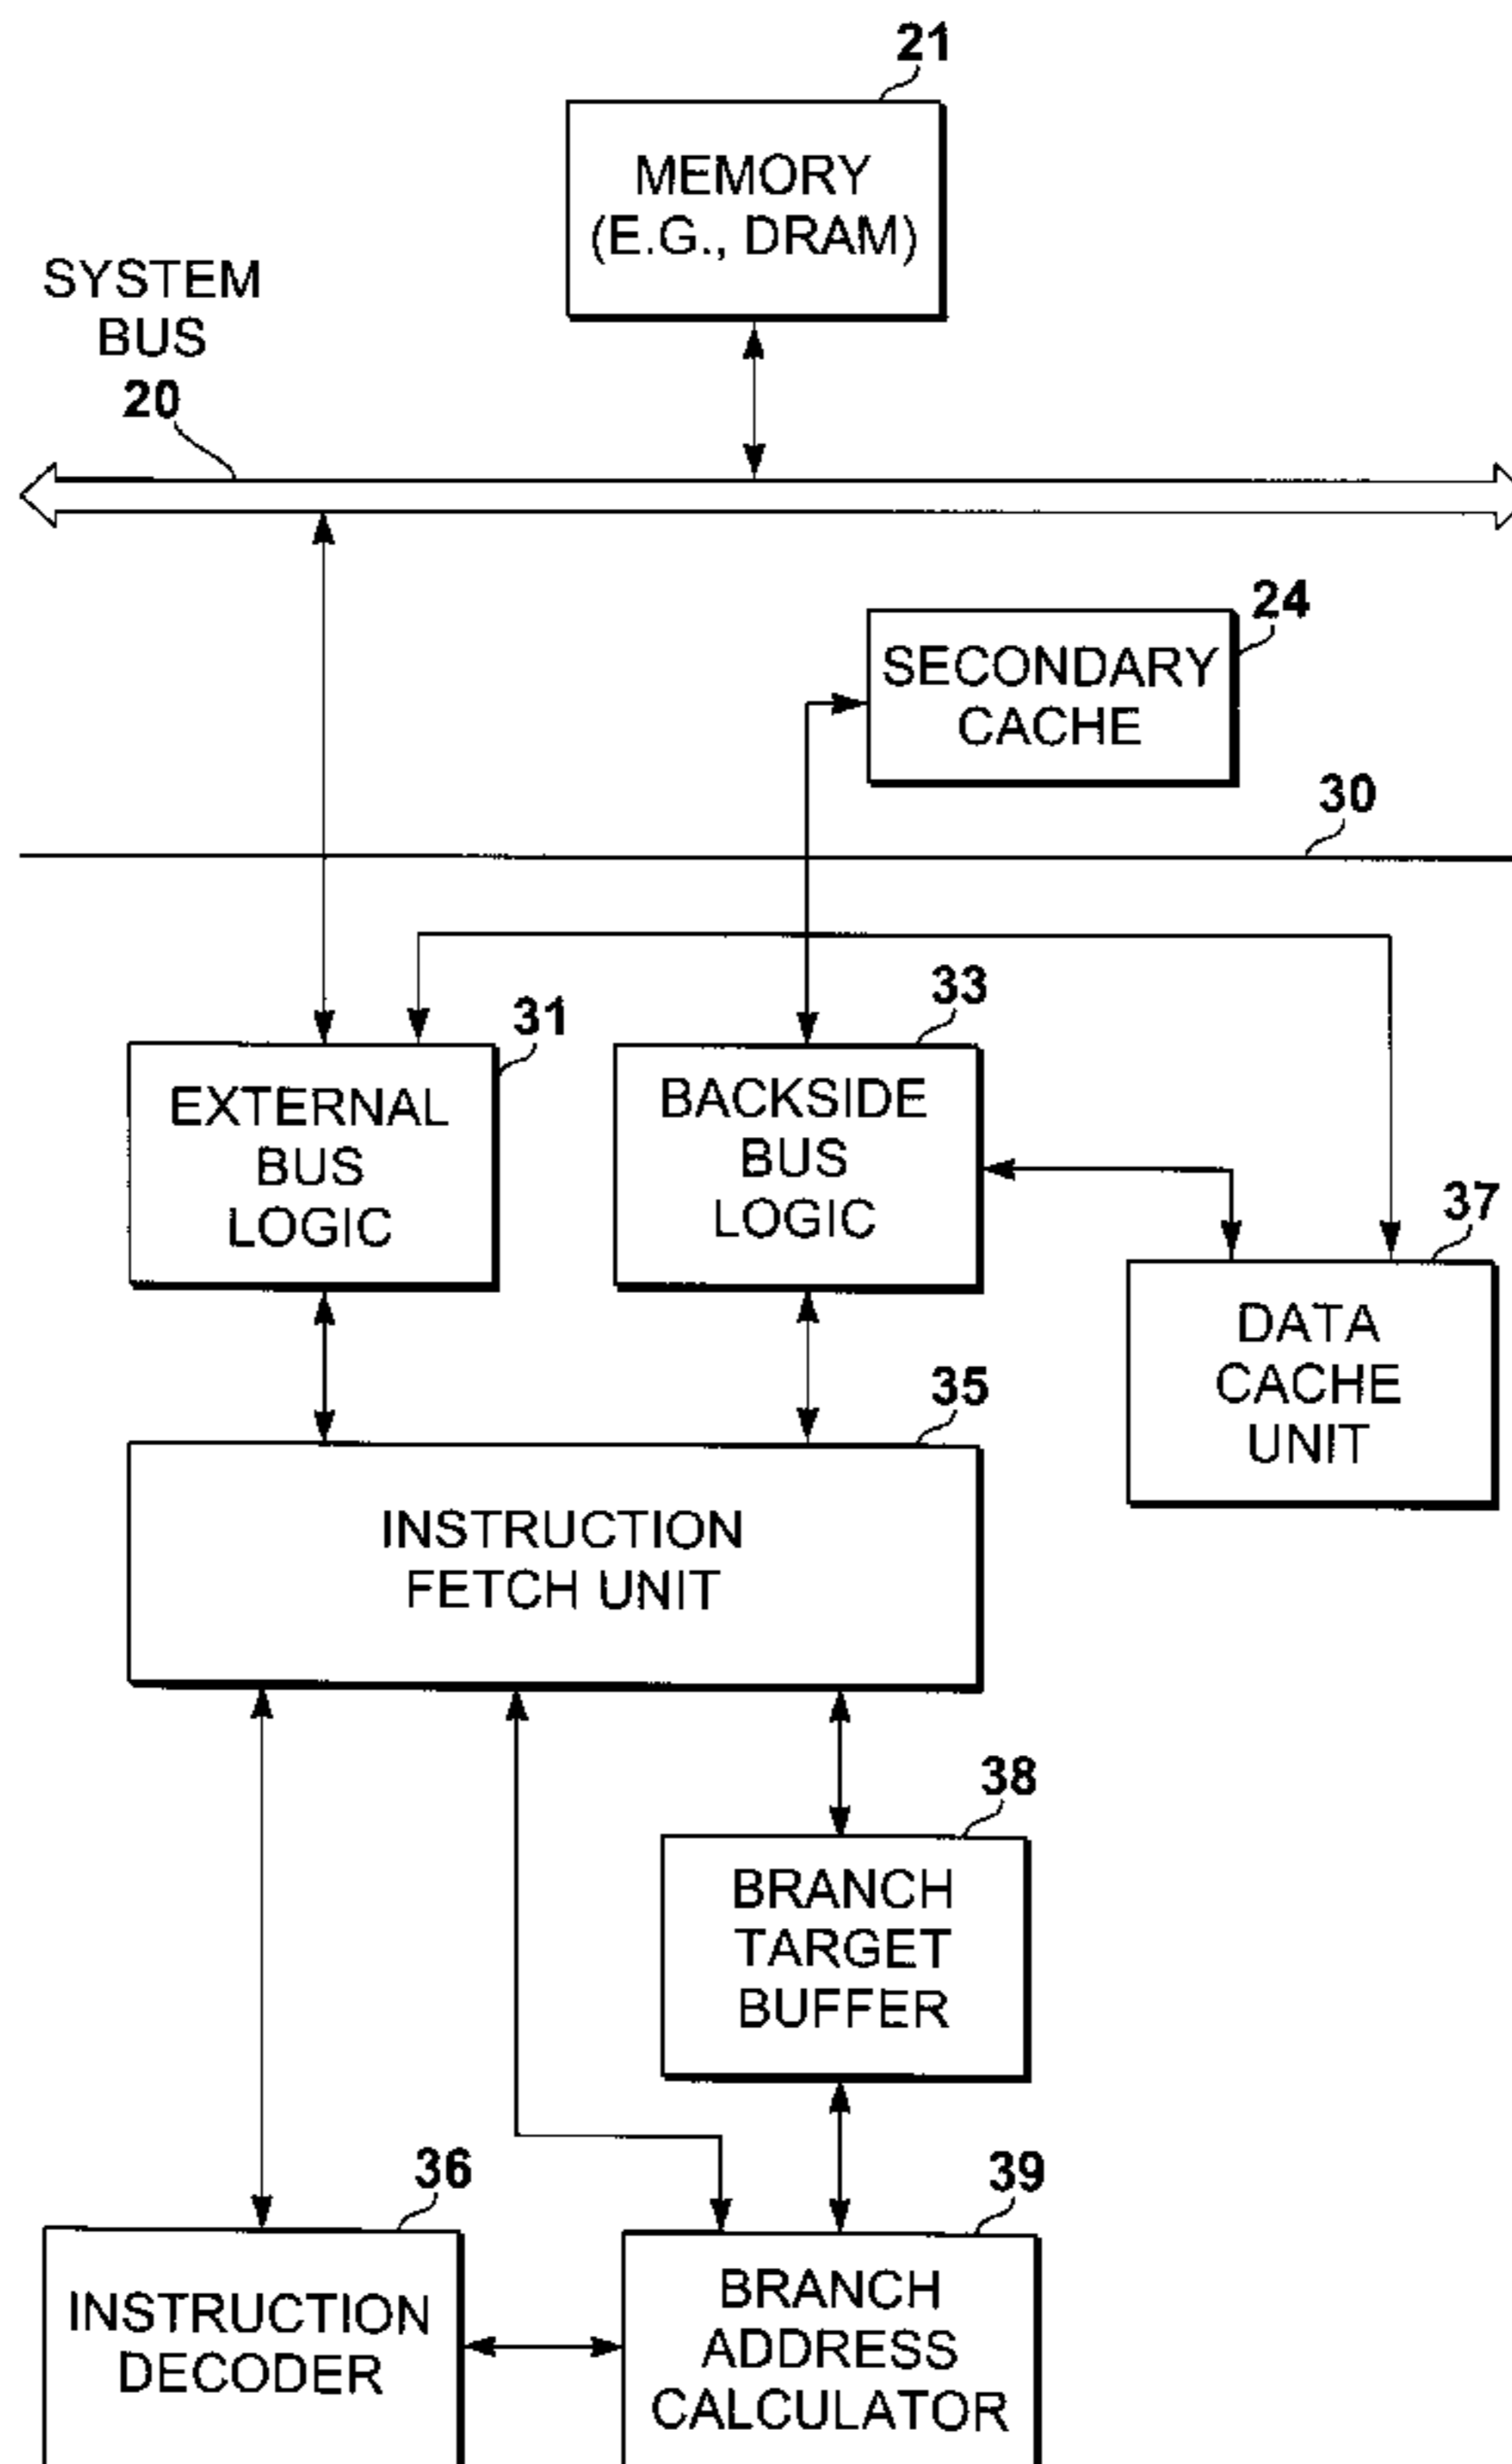 21
MEMORY
(E.G., DRAM)
SYSTEM
BUS
20
24
SECONDARY
CACHE
30
33
31
EXTERNAL
BUS
LOGIC
BACKSIDE
BUS
LOGIC
37
DATA
CACHE
UNIT
35
INSTRUCTION
FETCH UNIT
38
BRANCH
TARGET
BUFFER
36
39
INSTRUCTION
DECODER
BRANCH
ADDRESS
CALCULATOR